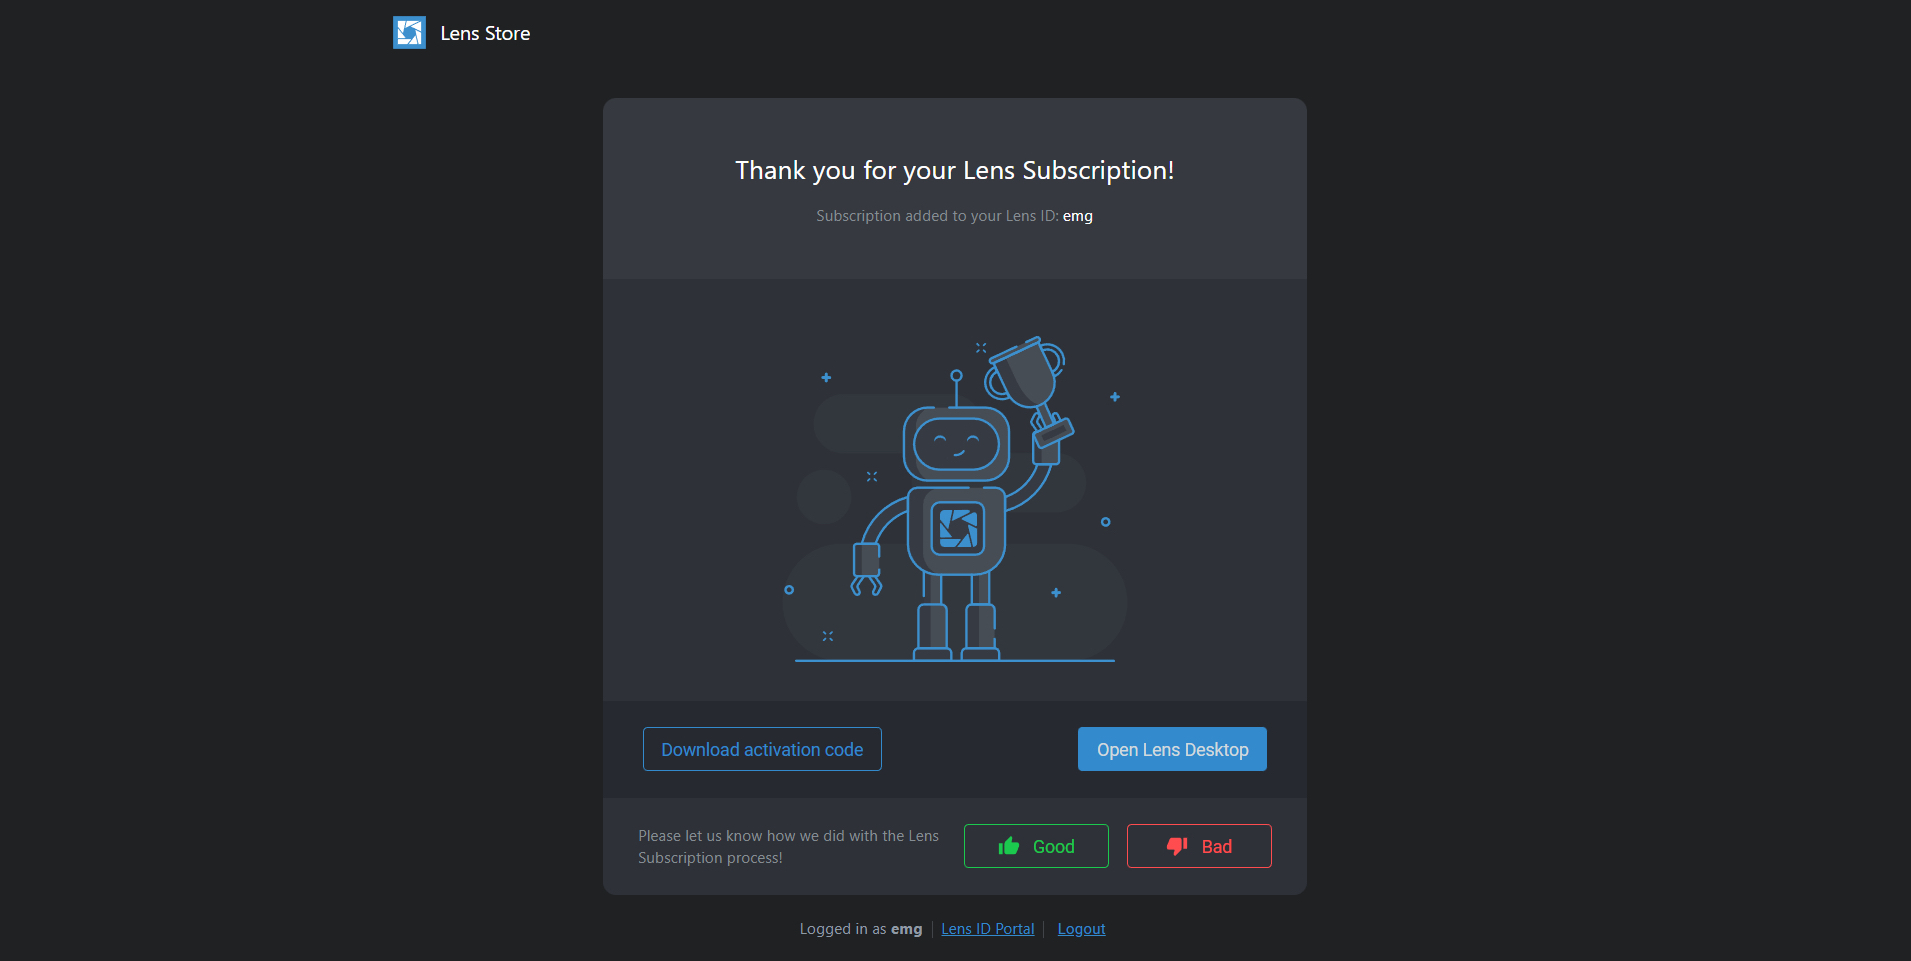 Lens Store
Thank you for your Lens Subscription!
Subscription added to your Lens ID: emg
Download activation code
Open Lens Desktop
Please let us know how we did with the Lens
Subscription process!
Good
Bad
Logged in as emg
Lens ID Portal
Logout